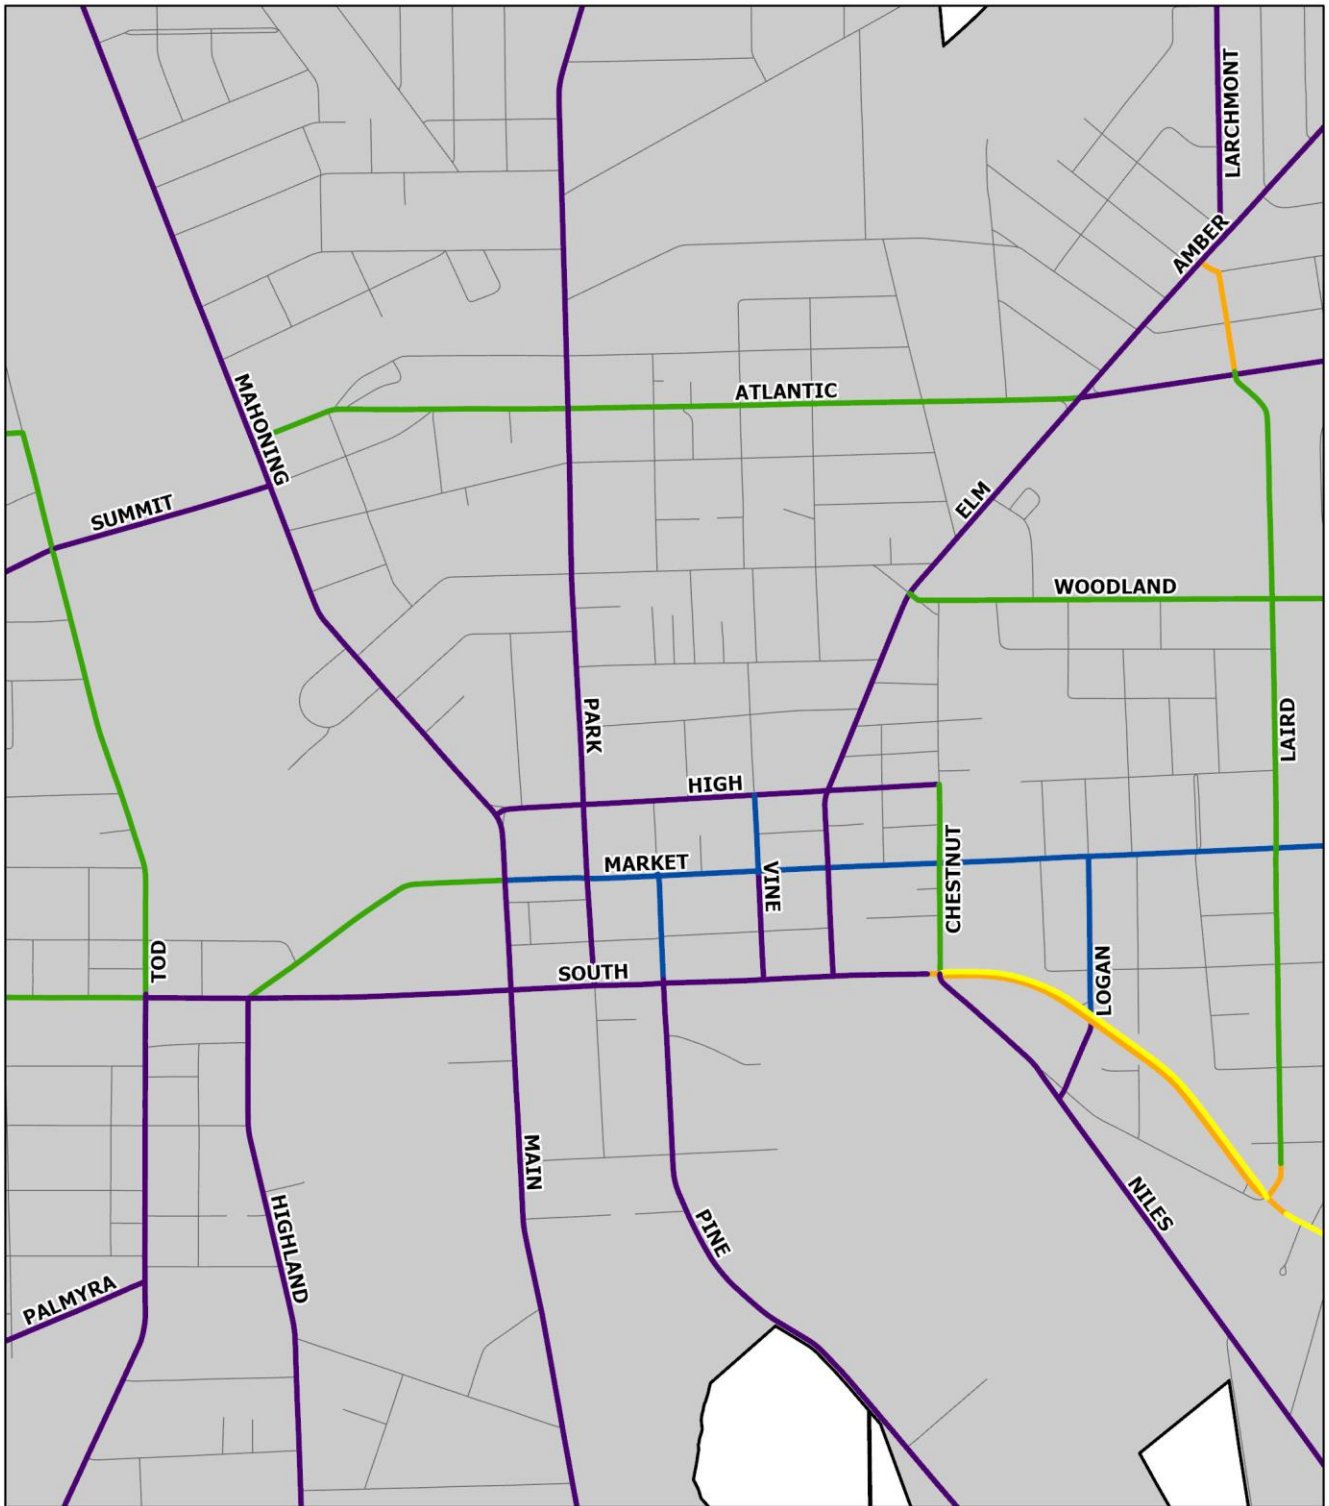 LARCHMONT
AMBER
ATLANTIC
MAHONING
SUMMIT
ELM
WOODLAND
PARK
LAIRD
HIGH
MARKET
VINE
CHESTNUT
TOD
SOUTH
LOGAN
MAIN
HIGHLAND
PINE
NILES
PALMYRA